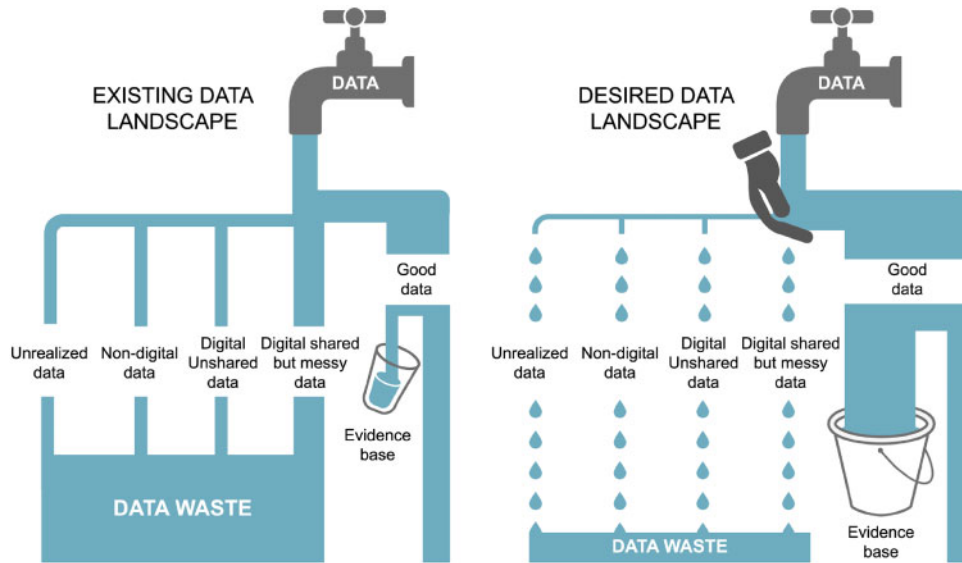 DATA
EXISTING DATA
LANDSCAPE
Good
data
Unrealized
data
Non-digital
data
Digital
Unshared
data
Digital shared
but messy
data
Evidence
base
DATA WASTE
DATA
DESIRED DATA
LANDSCAPE
Good
data
Unrealized
data
Non-digital
data
Digital
Unshared
data
Digital shared
but messy
data
Evidence
base
DATA WASTE